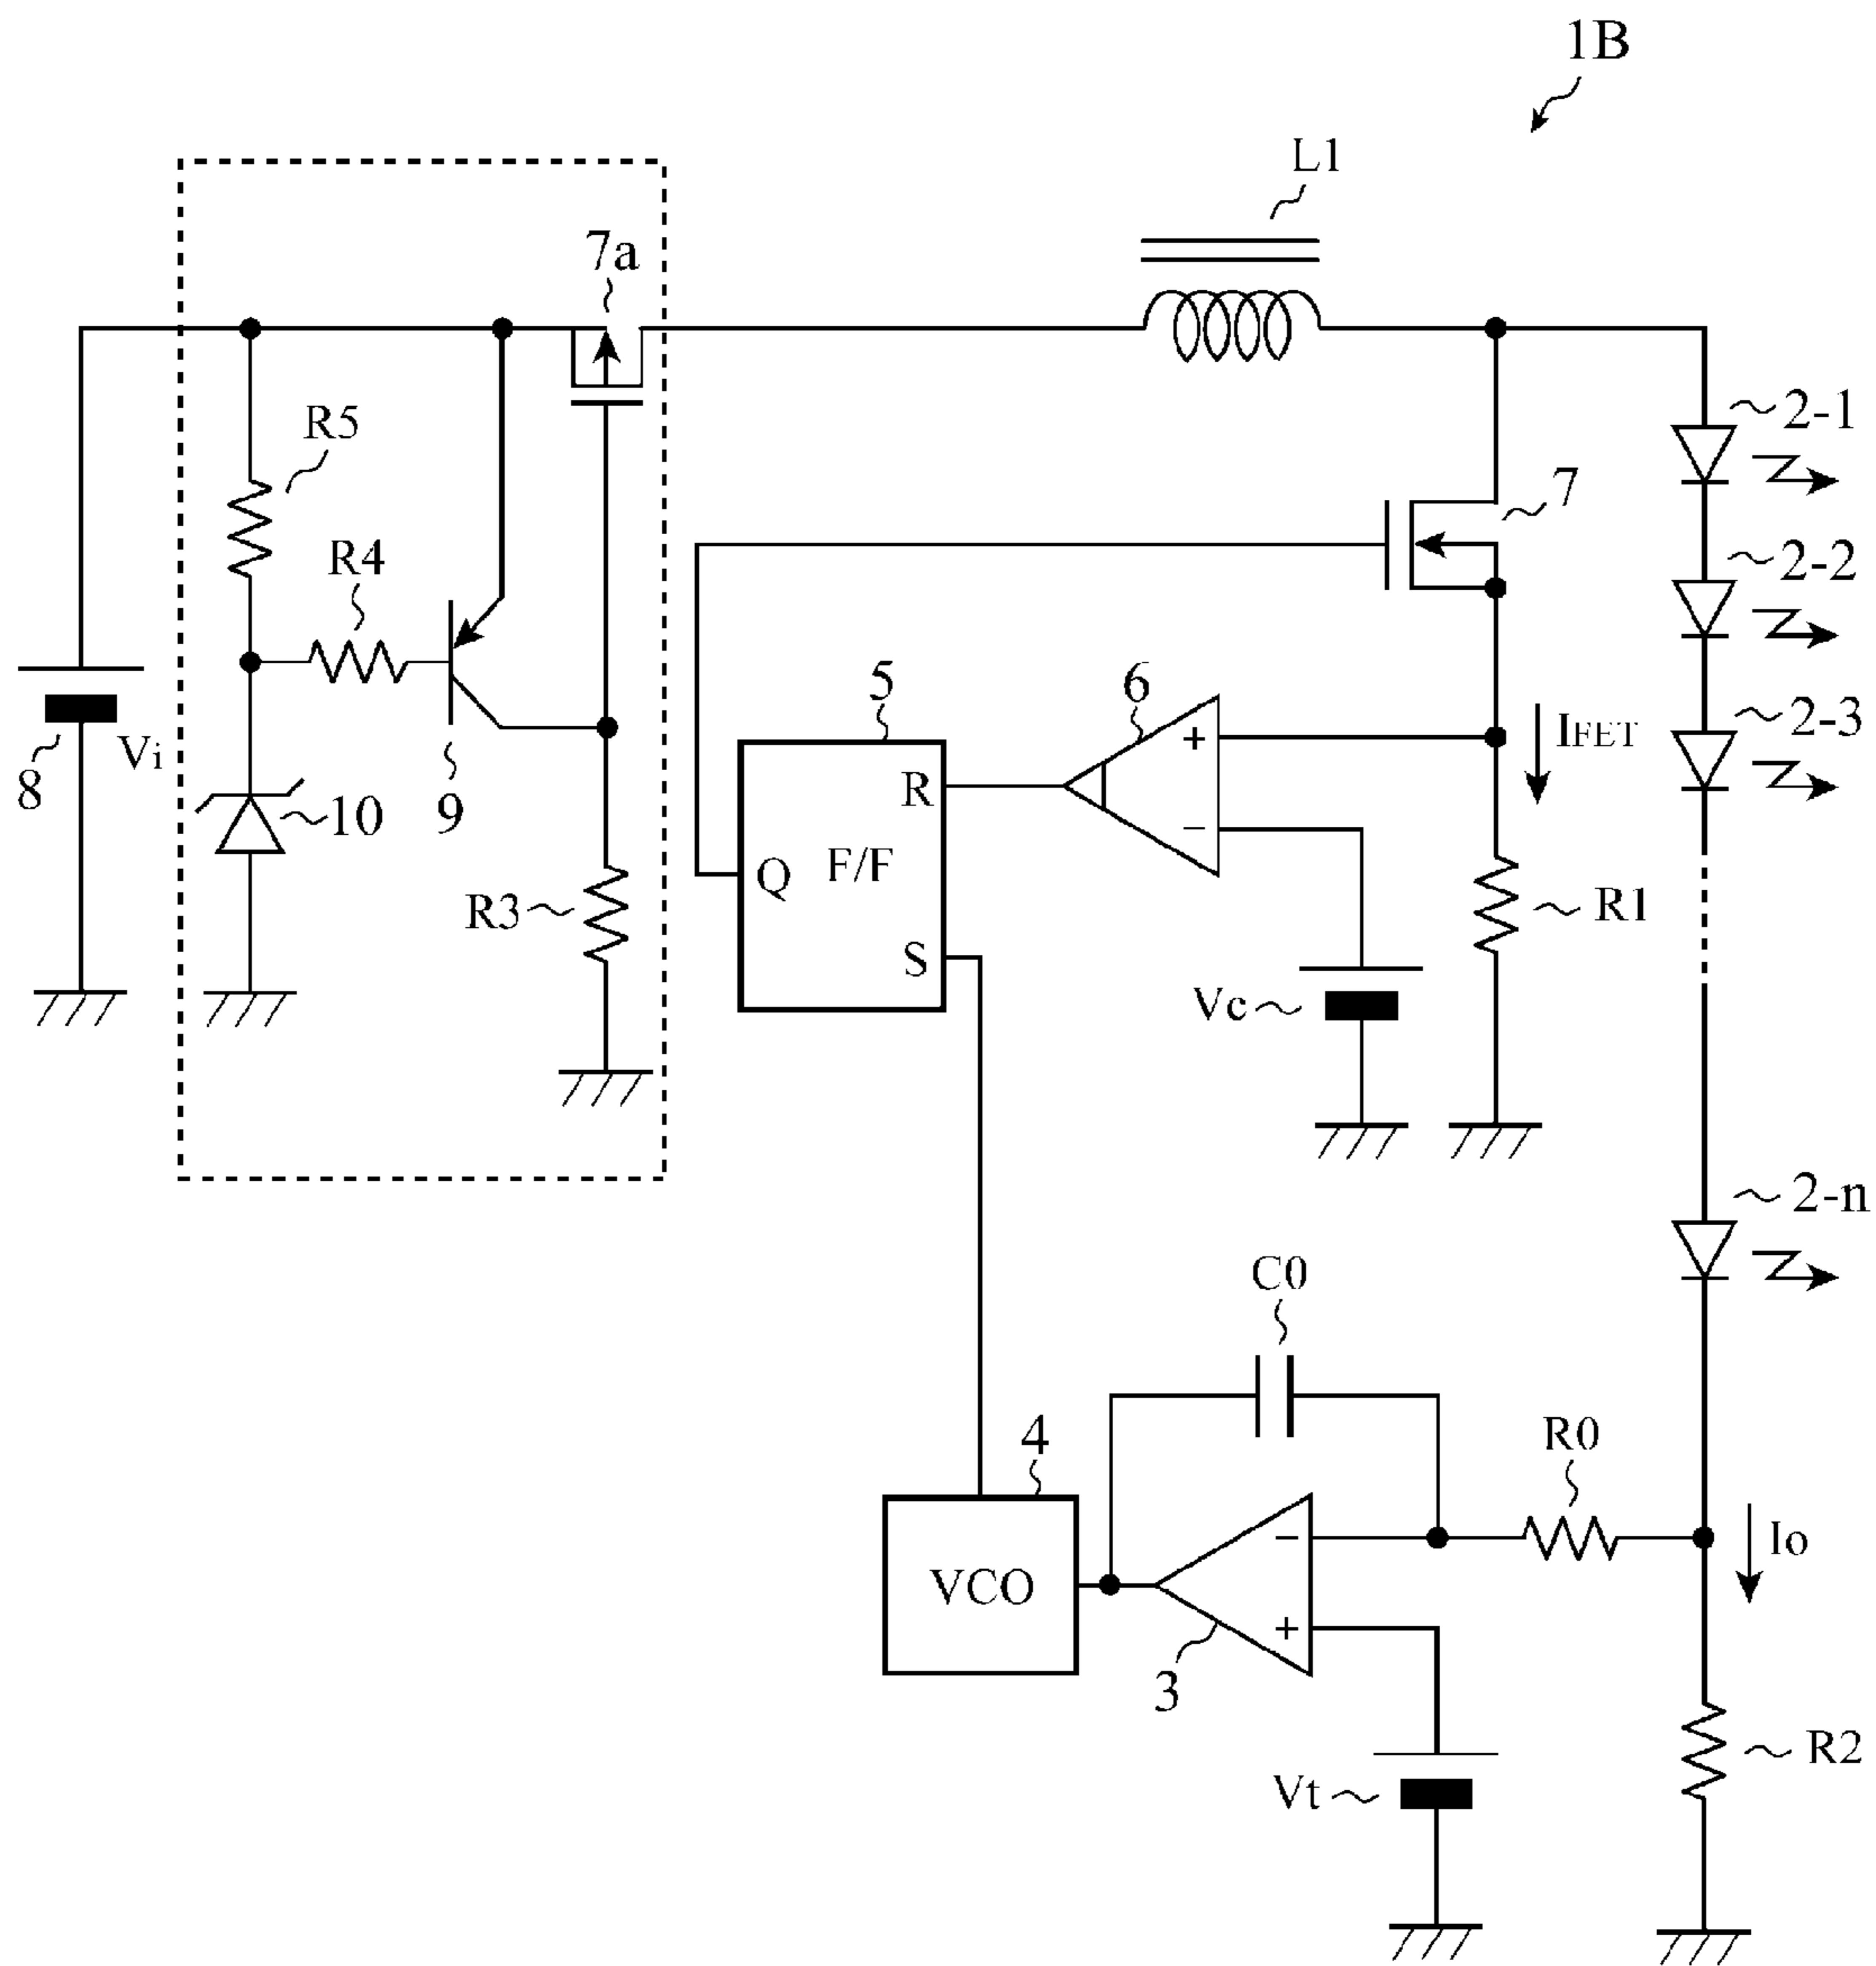 1B
L1
7a
R5
2-1
7
R4
2-2
5
6
2-3
+
IFET
Vi
8
10
9
R
−
F/F
Q
R3
R1
S
Vc
2-n
C0
4
R0
−
Io
VCO
+
3
R2
Vt